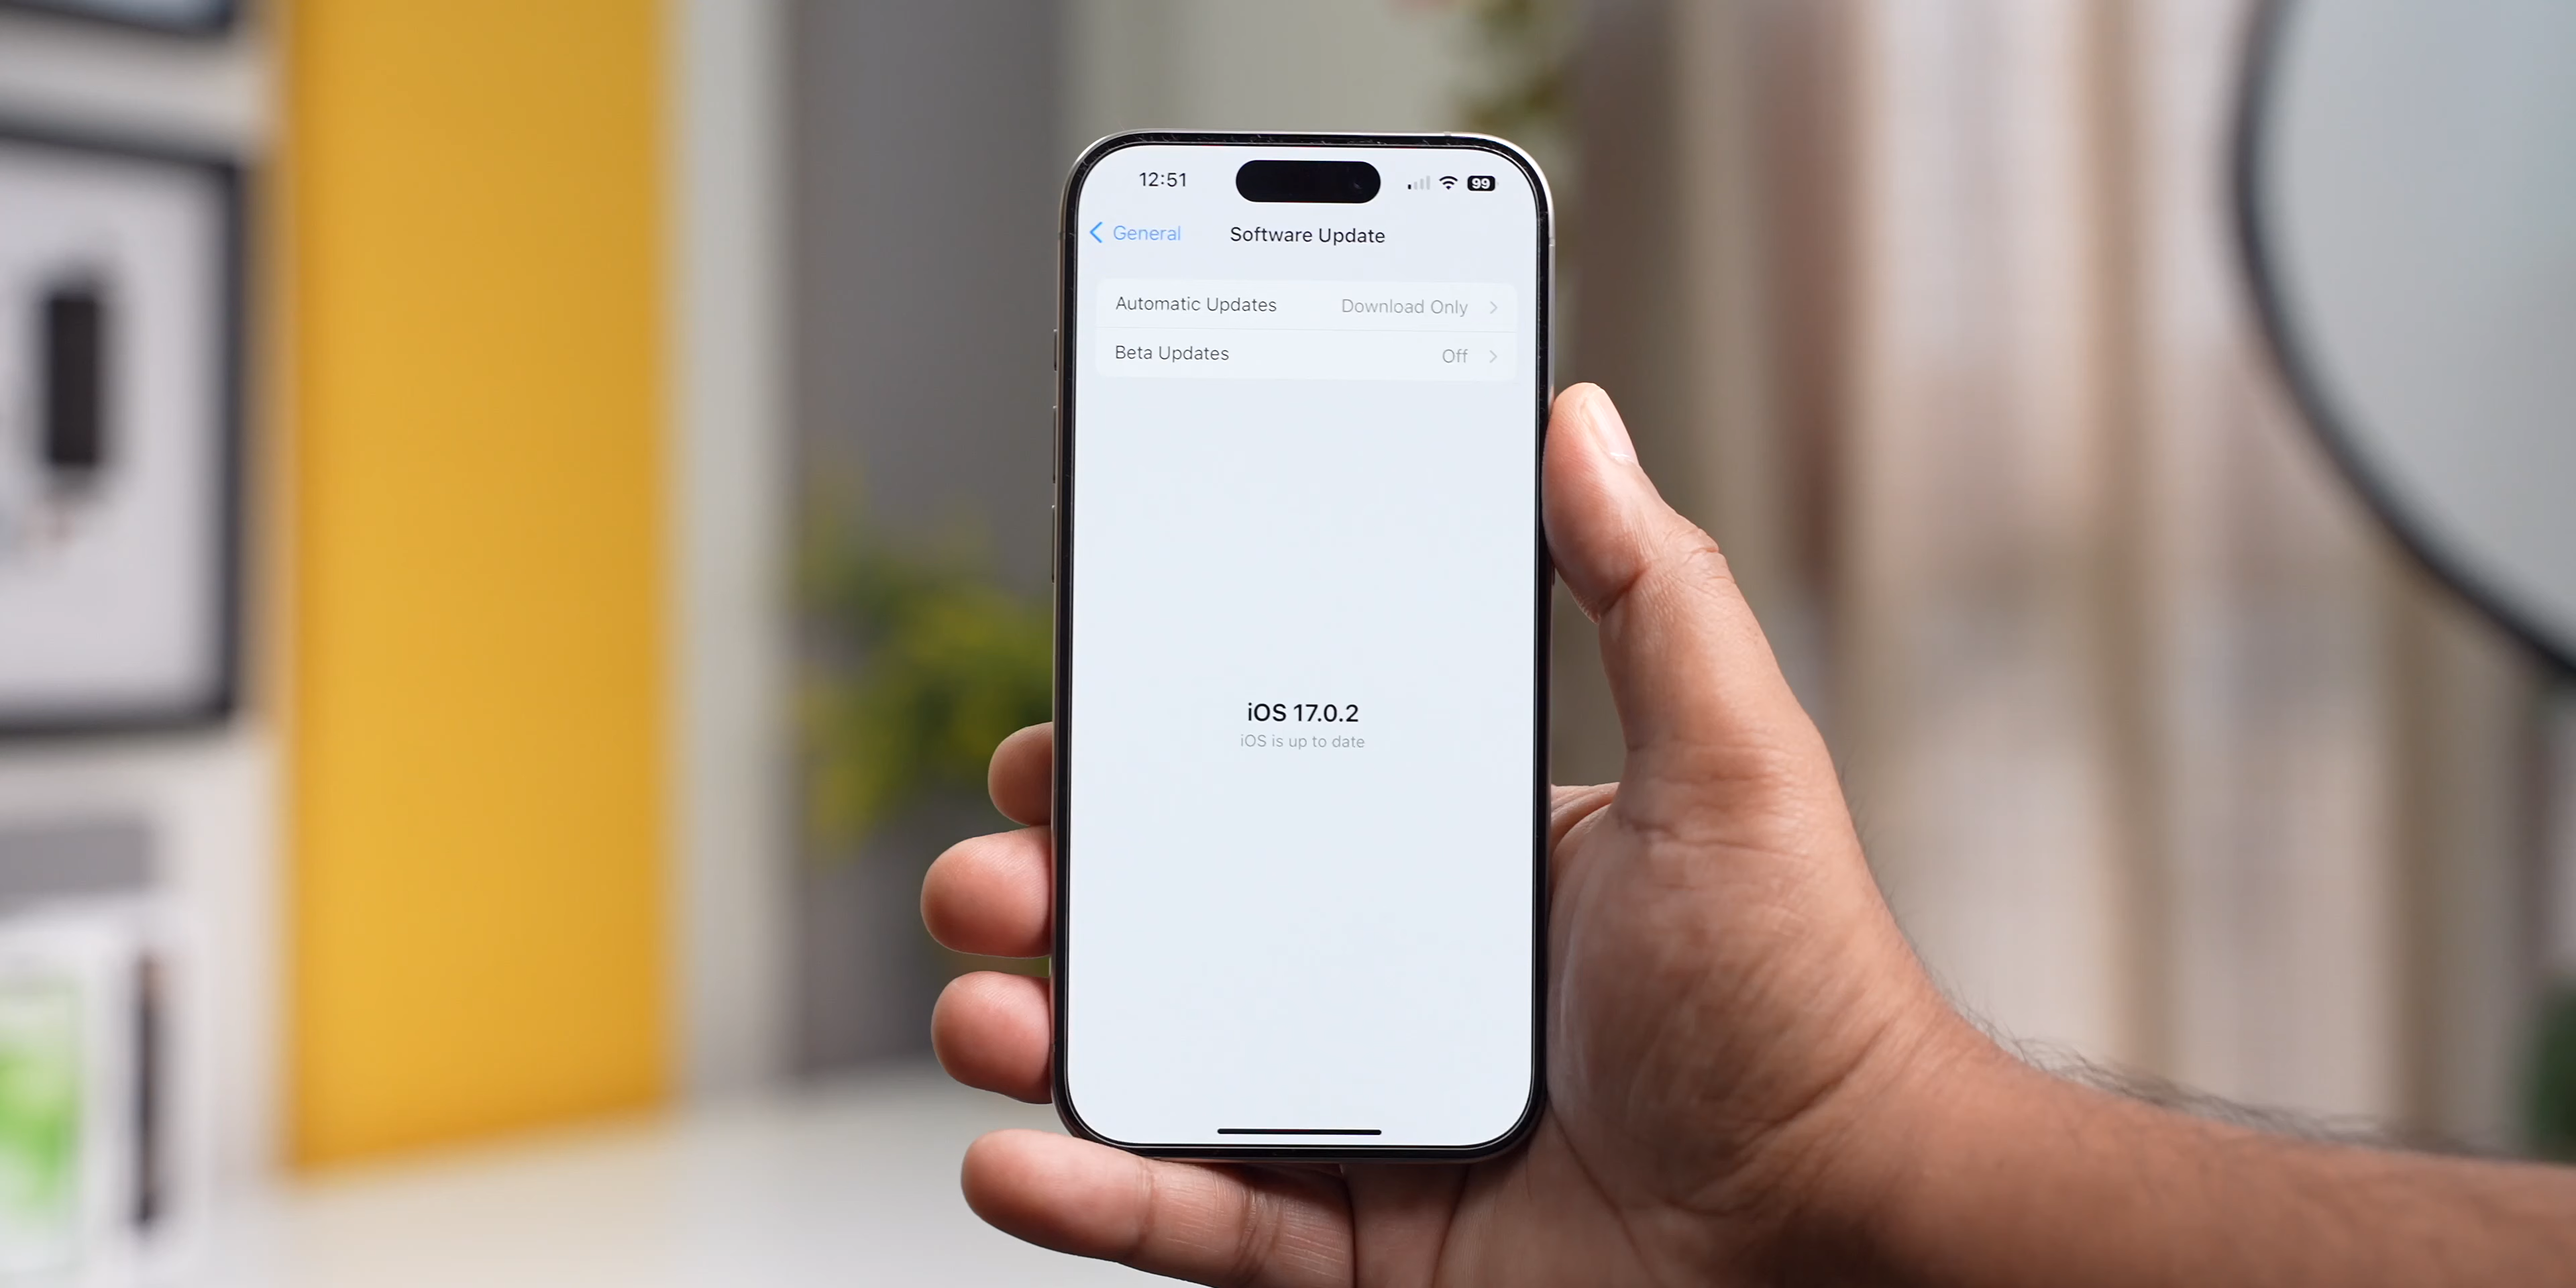 12:51 99
General Software Update
Automatic Updates Download Only
Beta Updates Off
iOS 17.0.2
iOS is up to date